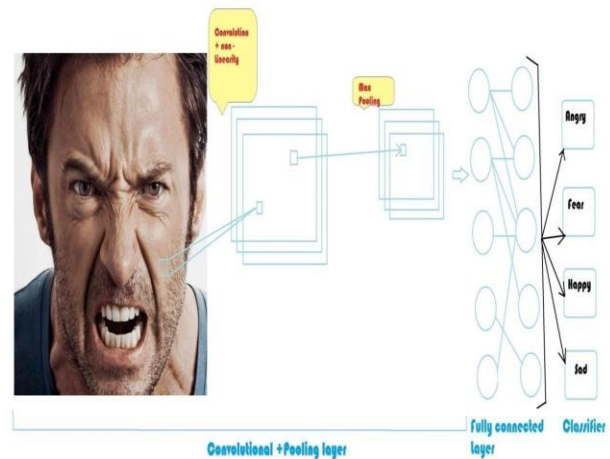 Convolution
+ non -
linearity
Max
Pooling
Angry
Fear
Happy
Sad
Convolutional +Pooling layer
Fully connected
Layer
Classifier